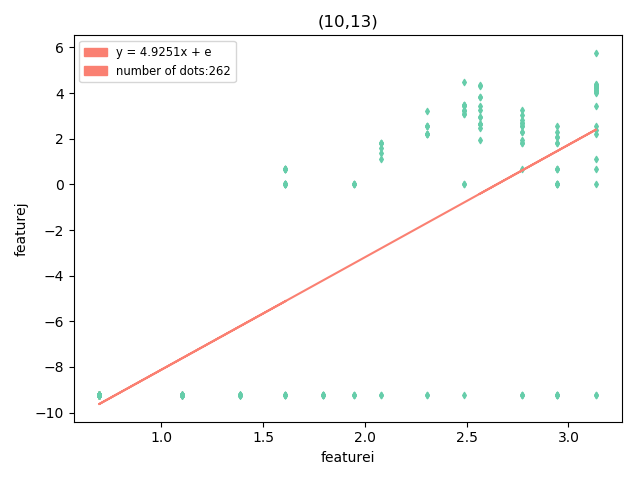 (10,13)
y = 4.9251x + e
number of dots:262
6
4
2
0
−2
−4
−6
−8
−10
featurej
1.0 1.5 2.0 2.5 3.0
featurei